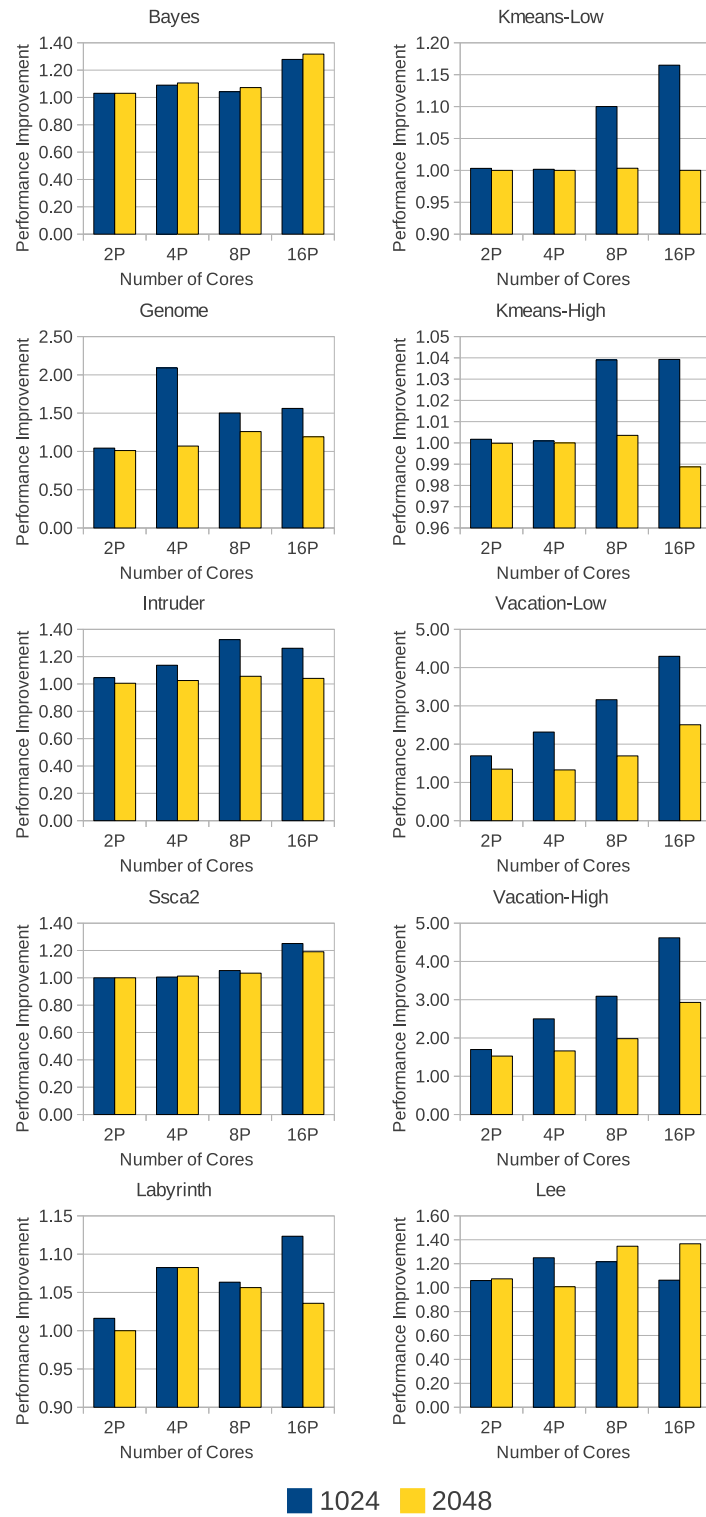 Bayes
Performance Improvement
1.40
1.20
1.00
0.80
0.60
0.40
0.20
0.00
2P 4P 8P 16P
Number of Cores
Kmeans-Low
Performance Improvement
1.20
1.15
1.10
1.05
1.00
0.95
0.90
2P 4P 8P 16P
Number of Cores
Genome
Performance Improvement
2.50
2.00
1.50
1.00
0.50
0.00
2P 4P 8P 16P
Number of Cores
Kmeans-High
Performance Improvement
1.05
1.04
1.03
1.02
1.01
1.00
0.99
0.98
0.97
0.96
2P 4P 8P 16P
Number of Cores
Intruder
Performance Improvement
1.40
1.20
1.00
0.80
0.60
0.40
0.20
0.00
2P 4P 8P 16P
Number of Cores
Vacation-Low
Performance Improvement
5.00
4.00
3.00
2.00
1.00
0.00
2P 4P 8P 16P
Number of Cores
Ssca2
Performance Improvement
1.40
1.20
1.00
0.80
0.60
0.40
0.20
0.00
2P 4P 8P 16P
Number of Cores
Vacation-High
Performance Improvement
5.00
4.00
3.00
2.00
1.00
0.00
2P 4P 8P 16P
Number of Cores
Labyrinth
Performance Improvement
1.15
1.10
1.05
1.00
0.95
0.90
2P 4P 8P 16P
Number of Cores
Lee
Performance Improvement
1.60
1.40
1.20
1.00
0.80
0.60
0.40
0.20
0.00
2P 4P 8P 16P
Number of Cores
1024 2048